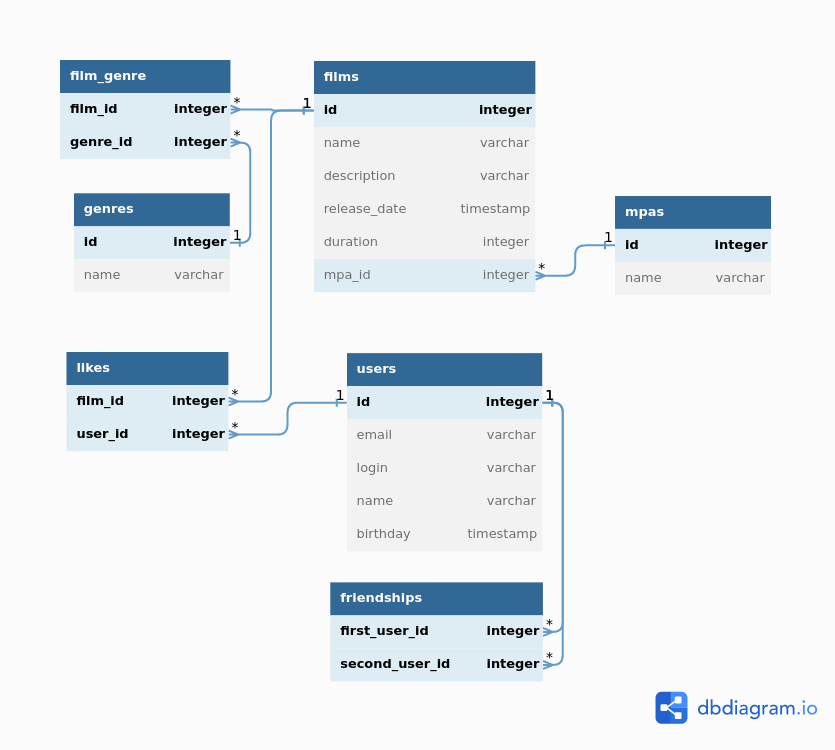 film_genre
film_id integer *
genre_id integer *
genres
id integer 1
name varchar
films
1 id integer
name varchar
description varchar
release_date timestamp
duration integer
mpa_id integer *
mpas
1 id integer
name varchar
likes
film_id integer *
user_id integer *
users
1 id integer 1
email varchar
login varchar
name varchar
birthday timestamp
friendships
first_user_id integer *
second_user_id integer *
dbdiagram.io